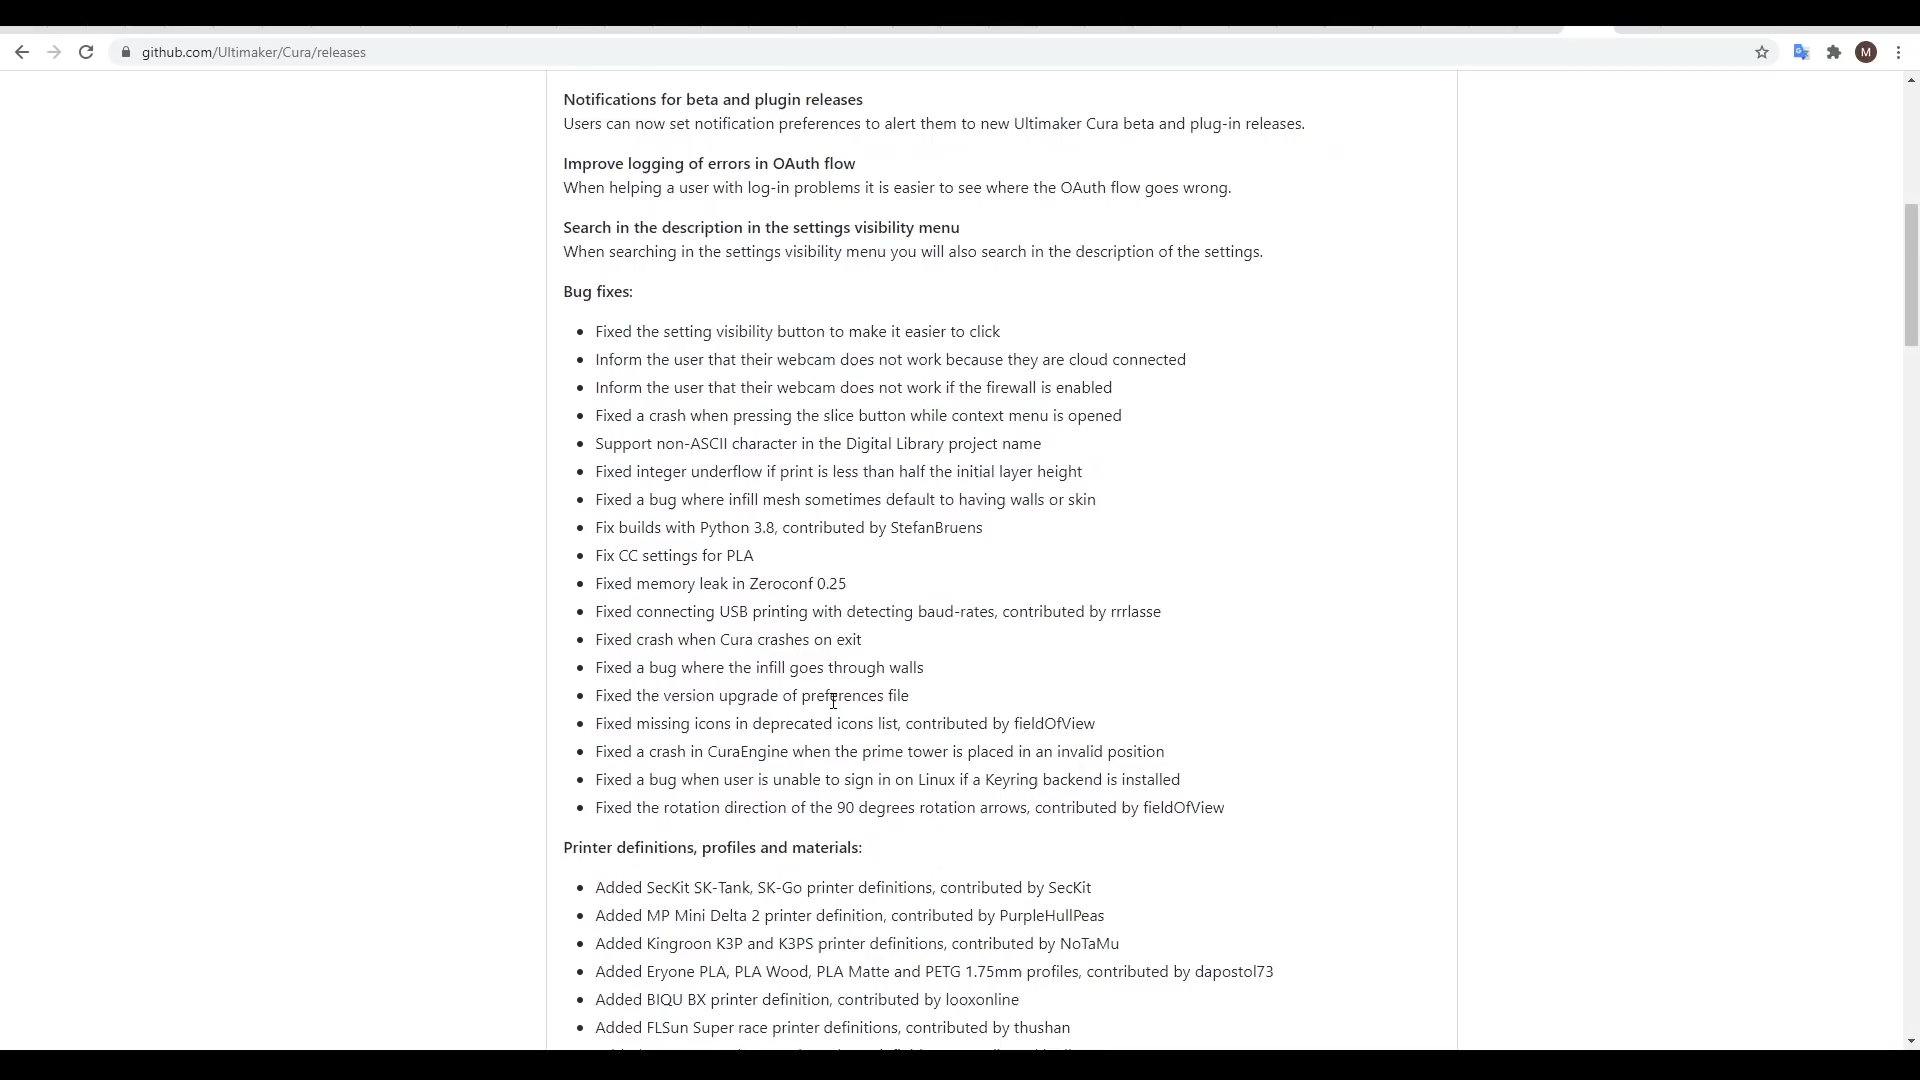 github.com/Ultimaker/Cura/releases
M
Notifications for beta and plugin releases
Users can now set notification preferences to alert them to new Ultimaker Cura beta and plug-in releases.
Improve logging of errors in OAuth flow
When helping a user with log-in problems it is easier to see where the OAuth flow goes wrong.
Search in the description in the settings visibility menu
When searching in the settings visibility menu you will also search in the description of the settings.
Bug fixes:
Fixed the setting visibility button to make it easier to click
Inform the user that their webcam does not work because they are cloud connected
Inform the user that their webcam does not work if the firewall is enabled
Fixed a crash when pressing the slice button while context menu is opened
Support non-ASCII character in the Digital Library project name
Fixed integer underflow if print is less than half the initial layer height
Fixed a bug where infill mesh sometimes default to having walls or skin
Fix builds with Python 3.8, contributed by StefanBruens
Fix CC settings for PLA
Fixed memory leak in Zeroconf 0.25
Fixed connecting USB printing with detecting baud-rates, contributed by rrrlasse
Fixed crash when Cura crashes on exit
Fixed a bug where the infill goes through walls
Fixed the version upgrade of preferences file
Fixed missing icons in deprecated icons list, contributed by fieldOfView
Fixed a crash in CuraEngine when the prime tower is placed in an invalid position
Fixed a bug when user is unable to sign in on Linux if a Keyring backend is installed
Fixed the rotation direction of the 90 degrees rotation arrows, contributed by fieldOfView
Printer definitions, profiles and materials:
Added SecKit SK-Tank, SK-Go printer definitions, contributed by SecKit
Added MP Mini Delta 2 printer definition, contributed by PurpleHullPeas
Added Kingroon K3P and K3PS printer definitions, contributed by NoTaMu
Added Eryone PLA, PLA Wood, PLA Matte and PETG 1.75mm profiles, contributed by dapostol73
Added BIQU BX printer definition, contributed by looxonline
Added FLSun Super race printer definitions, contributed by thushan